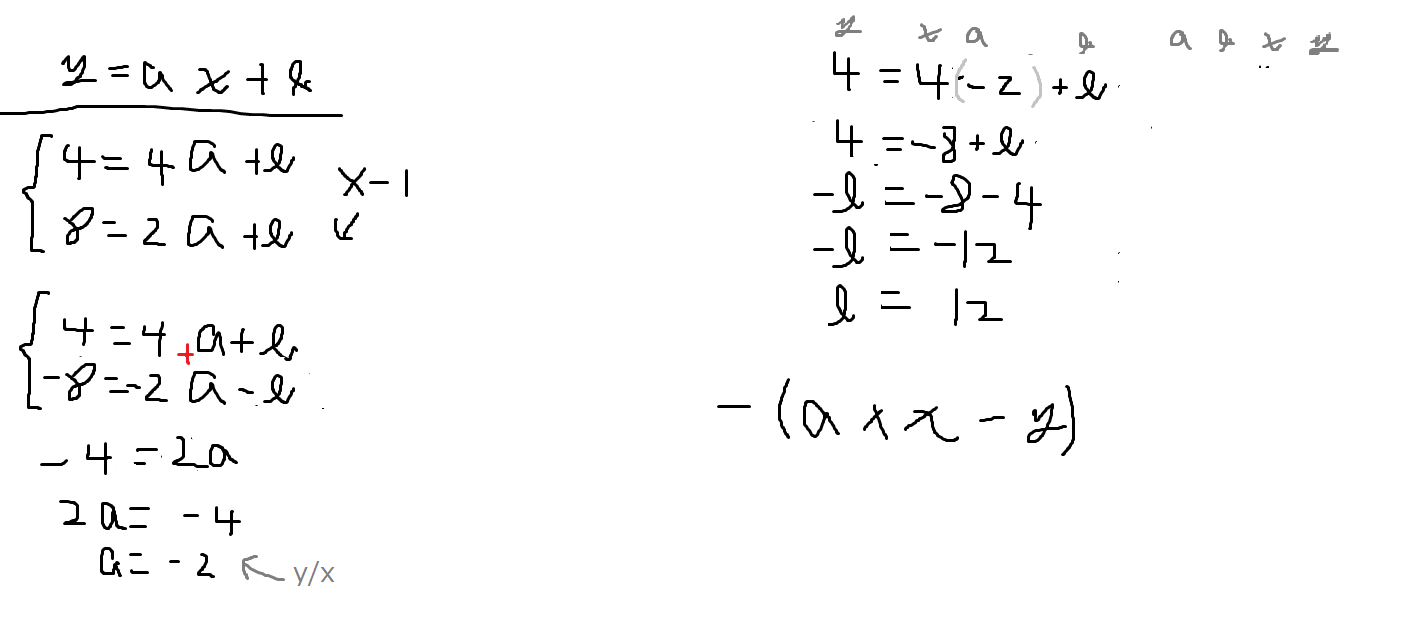 y = a x + b
4 = 4 a + b
x - 1
8 = 2 a + b
4 = 4 + a + b
-8 = -2 a - b
- 4 = 2a
2 a = - 4
a = - 2
y/x
y x a b a b x y
4 = 4(-2) + b
4 = -8 + b
-b = -8 - 4
-b = -12
b = 12
- (a × x - y)